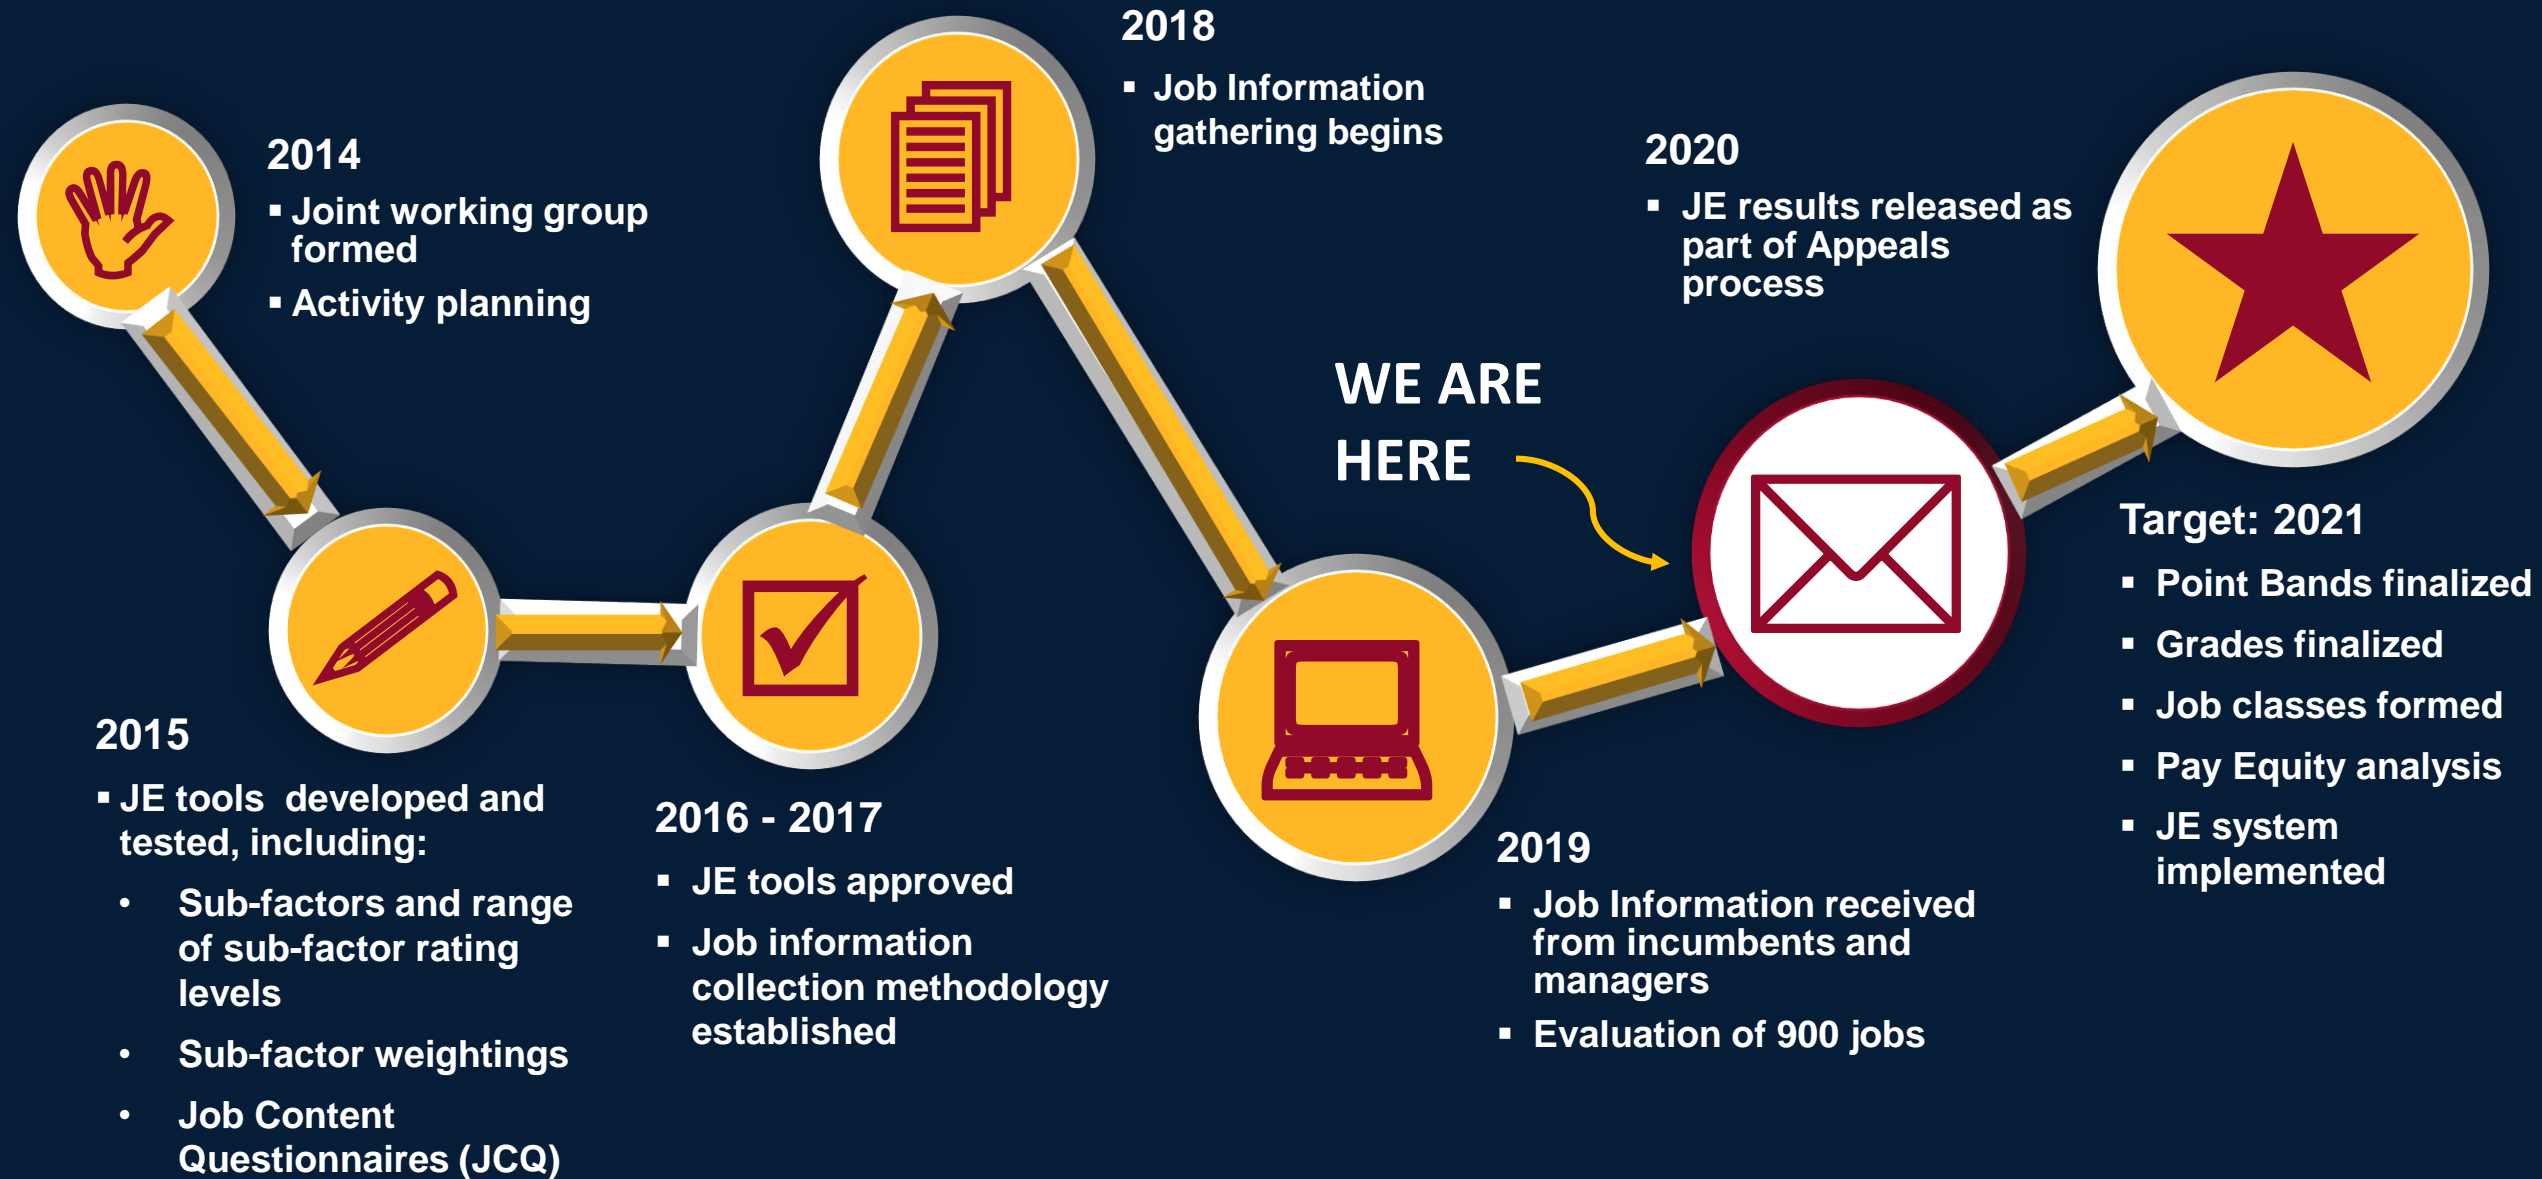 2014
▪ Joint working group
formed
▪ Activity planning
2015
▪ JE tools developed and
tested, including:
• Sub-factors and range
of sub-factor rating
levels
• Sub-factor weightings
• Job Content
Questionnaires (JCQ)
2016 - 2017
▪ JE tools approved
▪ Job information
collection methodology
established
2018
▪ Job Information
gathering begins
2019
▪ Job Information received
from incumbents and
managers
▪ Evaluation of 900 jobs
WE ARE
HERE
2020
▪ JE results released as
part of Appeals
process
Target: 2021
▪ Point Bands finalized
▪ Grades finalized
▪ Job classes formed
▪ Pay Equity analysis
▪ JE system
implemented